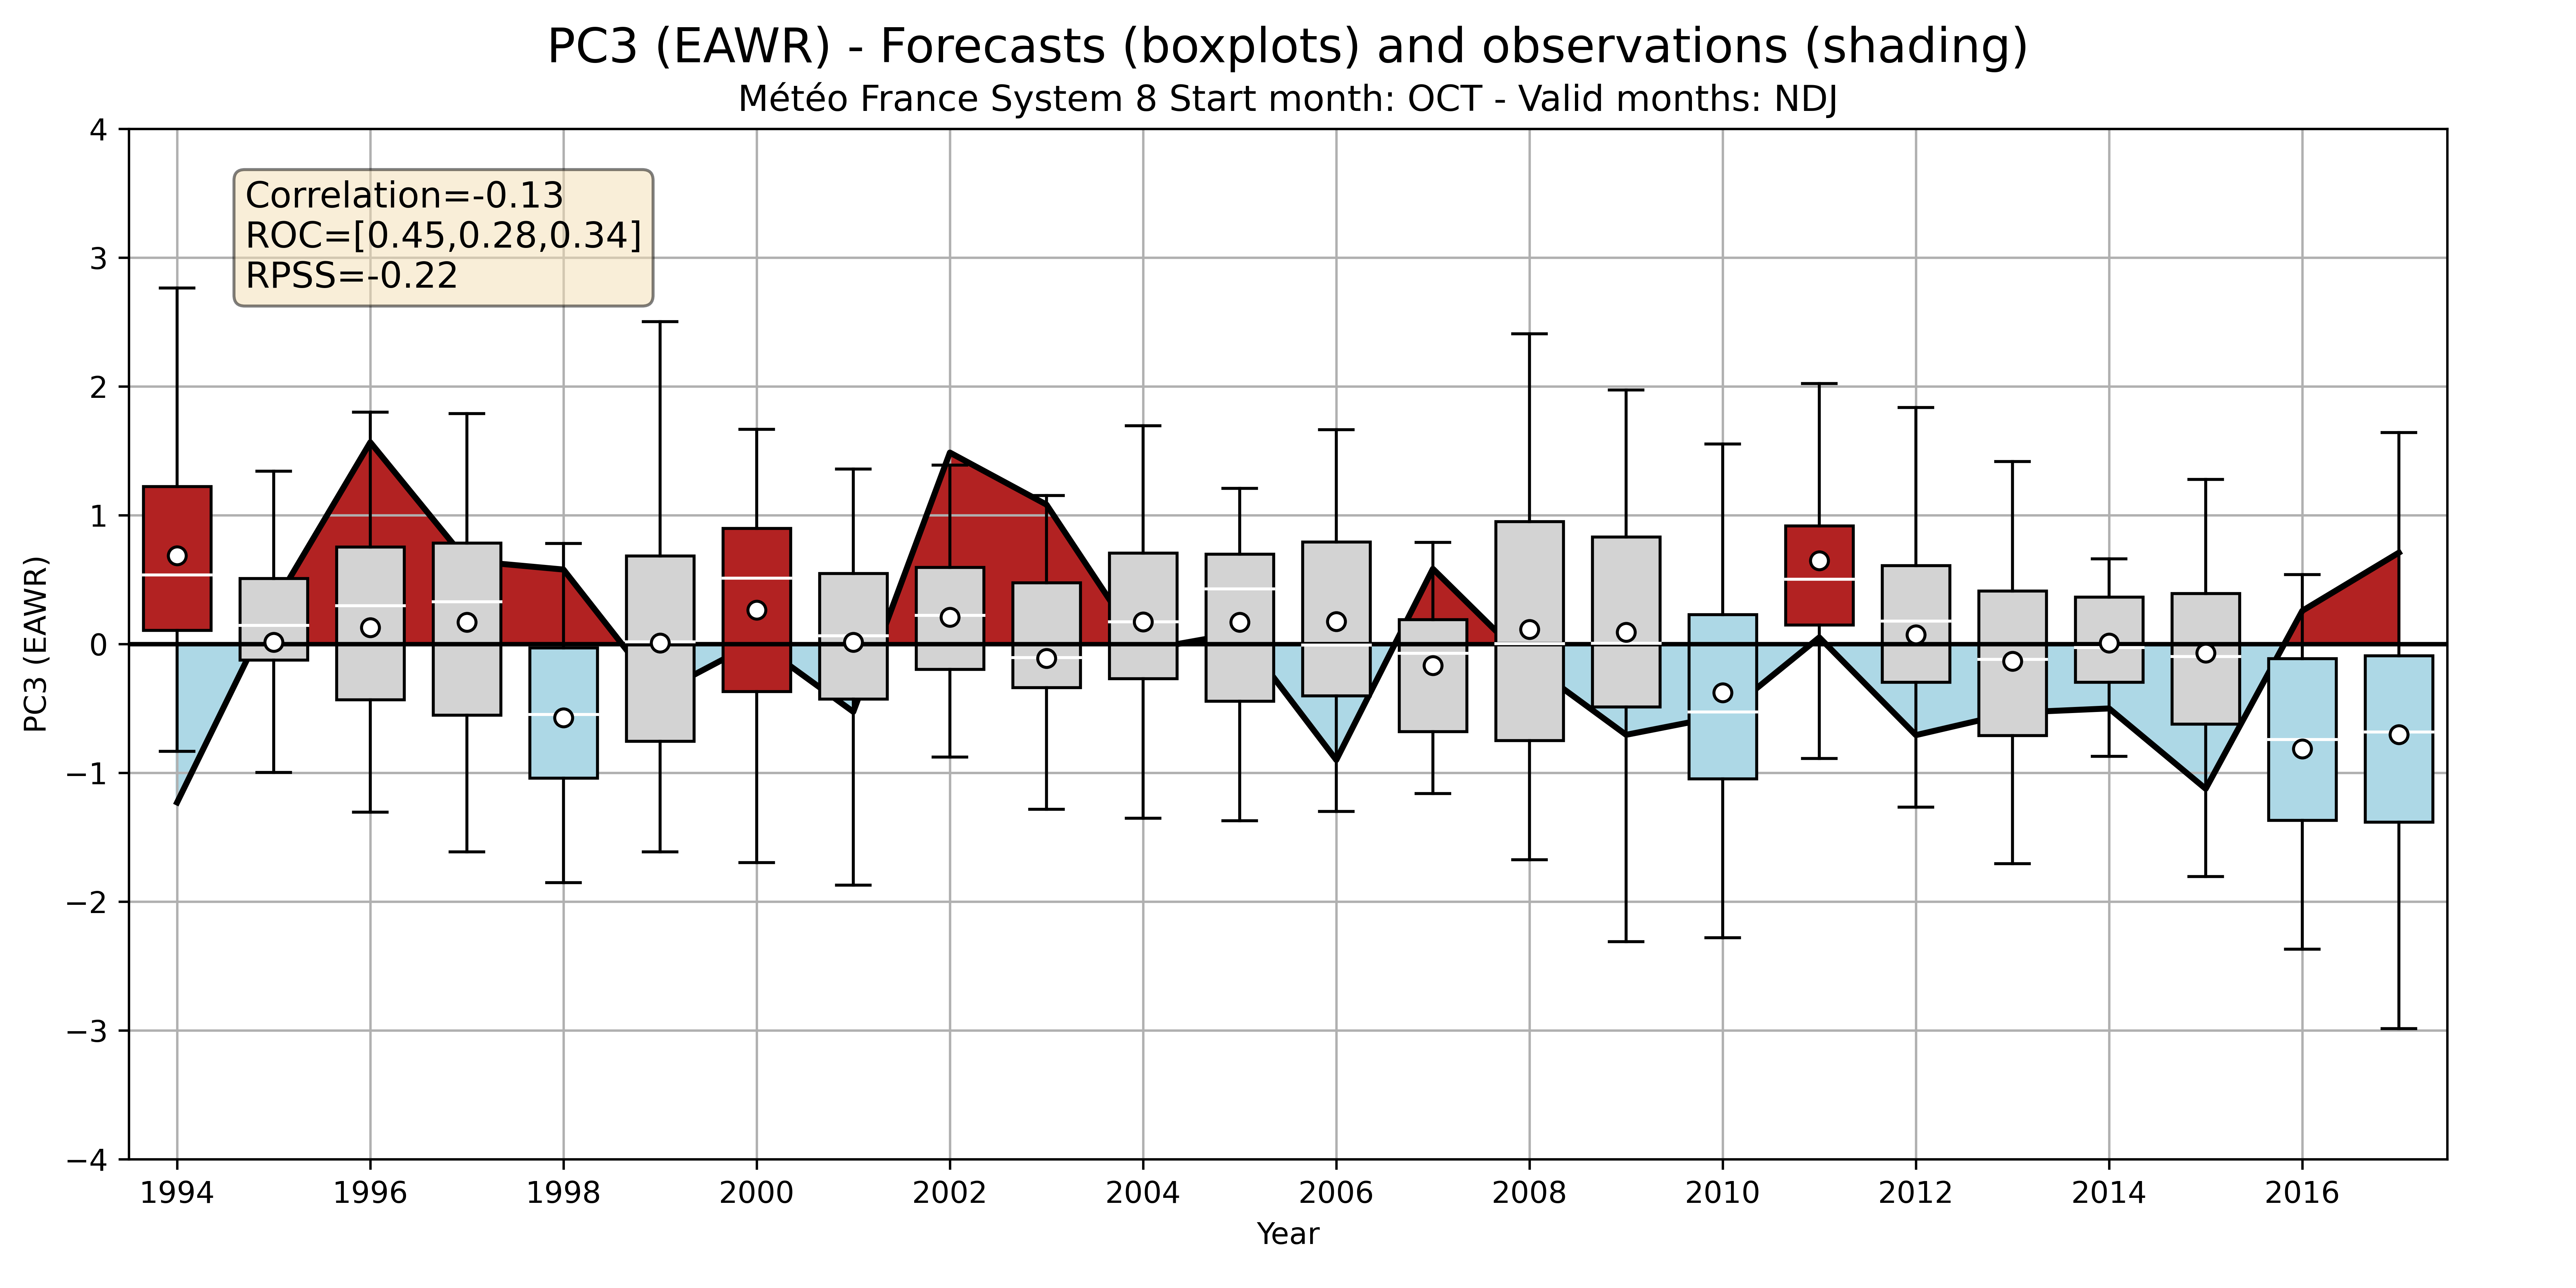 PC3 (EAWR) - Forecasts (boxplots) and observations (shading)
Météo France System 8 Start month: OCT - Valid months: NDJ
Correlation=-0.13
ROC=[0.45,0.28,0.34]
RPSS=-0.22
PC3 (EAWR)
4
3
2
1
0
−1
−2
−3
−4
1994 1996 1998 2000 2002 2004 2006 2008 2010 2012 2014 2016
Year